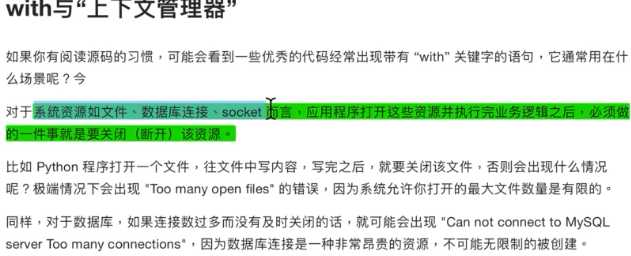 with与“上下文管理器”
如果你有阅读源码的习惯，可能会看到一些优秀的代码经常出现带有 “with” 关键字的语句，它通常用在什
么场景呢？今
对于系统资源如文件、数据库连接、socket 而言，应用程序打开这些资源并执行完业务逻辑之后，必须做
的一件事就是要关闭（断开）该资源。
比如 Python 程序打开一个文件，往文件中写内容，写完之后，就要关闭该文件，否则会出现什么情况
呢？极端情况下会出现 "Too many open files" 的错误，因为系统允许你打开的最大文件数量是有限的。
同样，对于数据库，如果连接数过多而没有及时关闭的话，就可能会出现 "Can not connect to MySQL
server Too many connections"，因为数据库连接是一种非常昂贵的资源，不可能无限制的被创建。